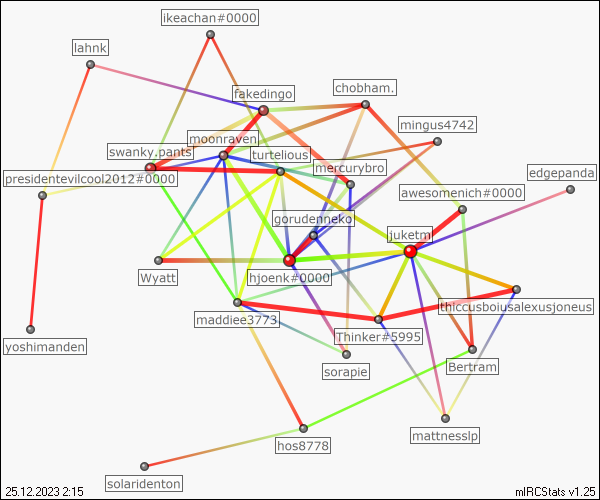 ikeachan#0000
lahnk
fakedingo
chobham.
mingus4742
moonraven
swanky.pants
turtelious
mercurybro
edgepanda
presidentevilcool2012#0000
awesomenich#0000
gorudenneko
juketm
Wyatt
hjoenk#0000
thiccusboiusalexusjoneus
maddiee3773
Thinker#5995
yoshimanden
sorapie
Bertram
mattnesslp
hos8778
solaridenton
25.12.2023 2:15
mIRCStats v1.25